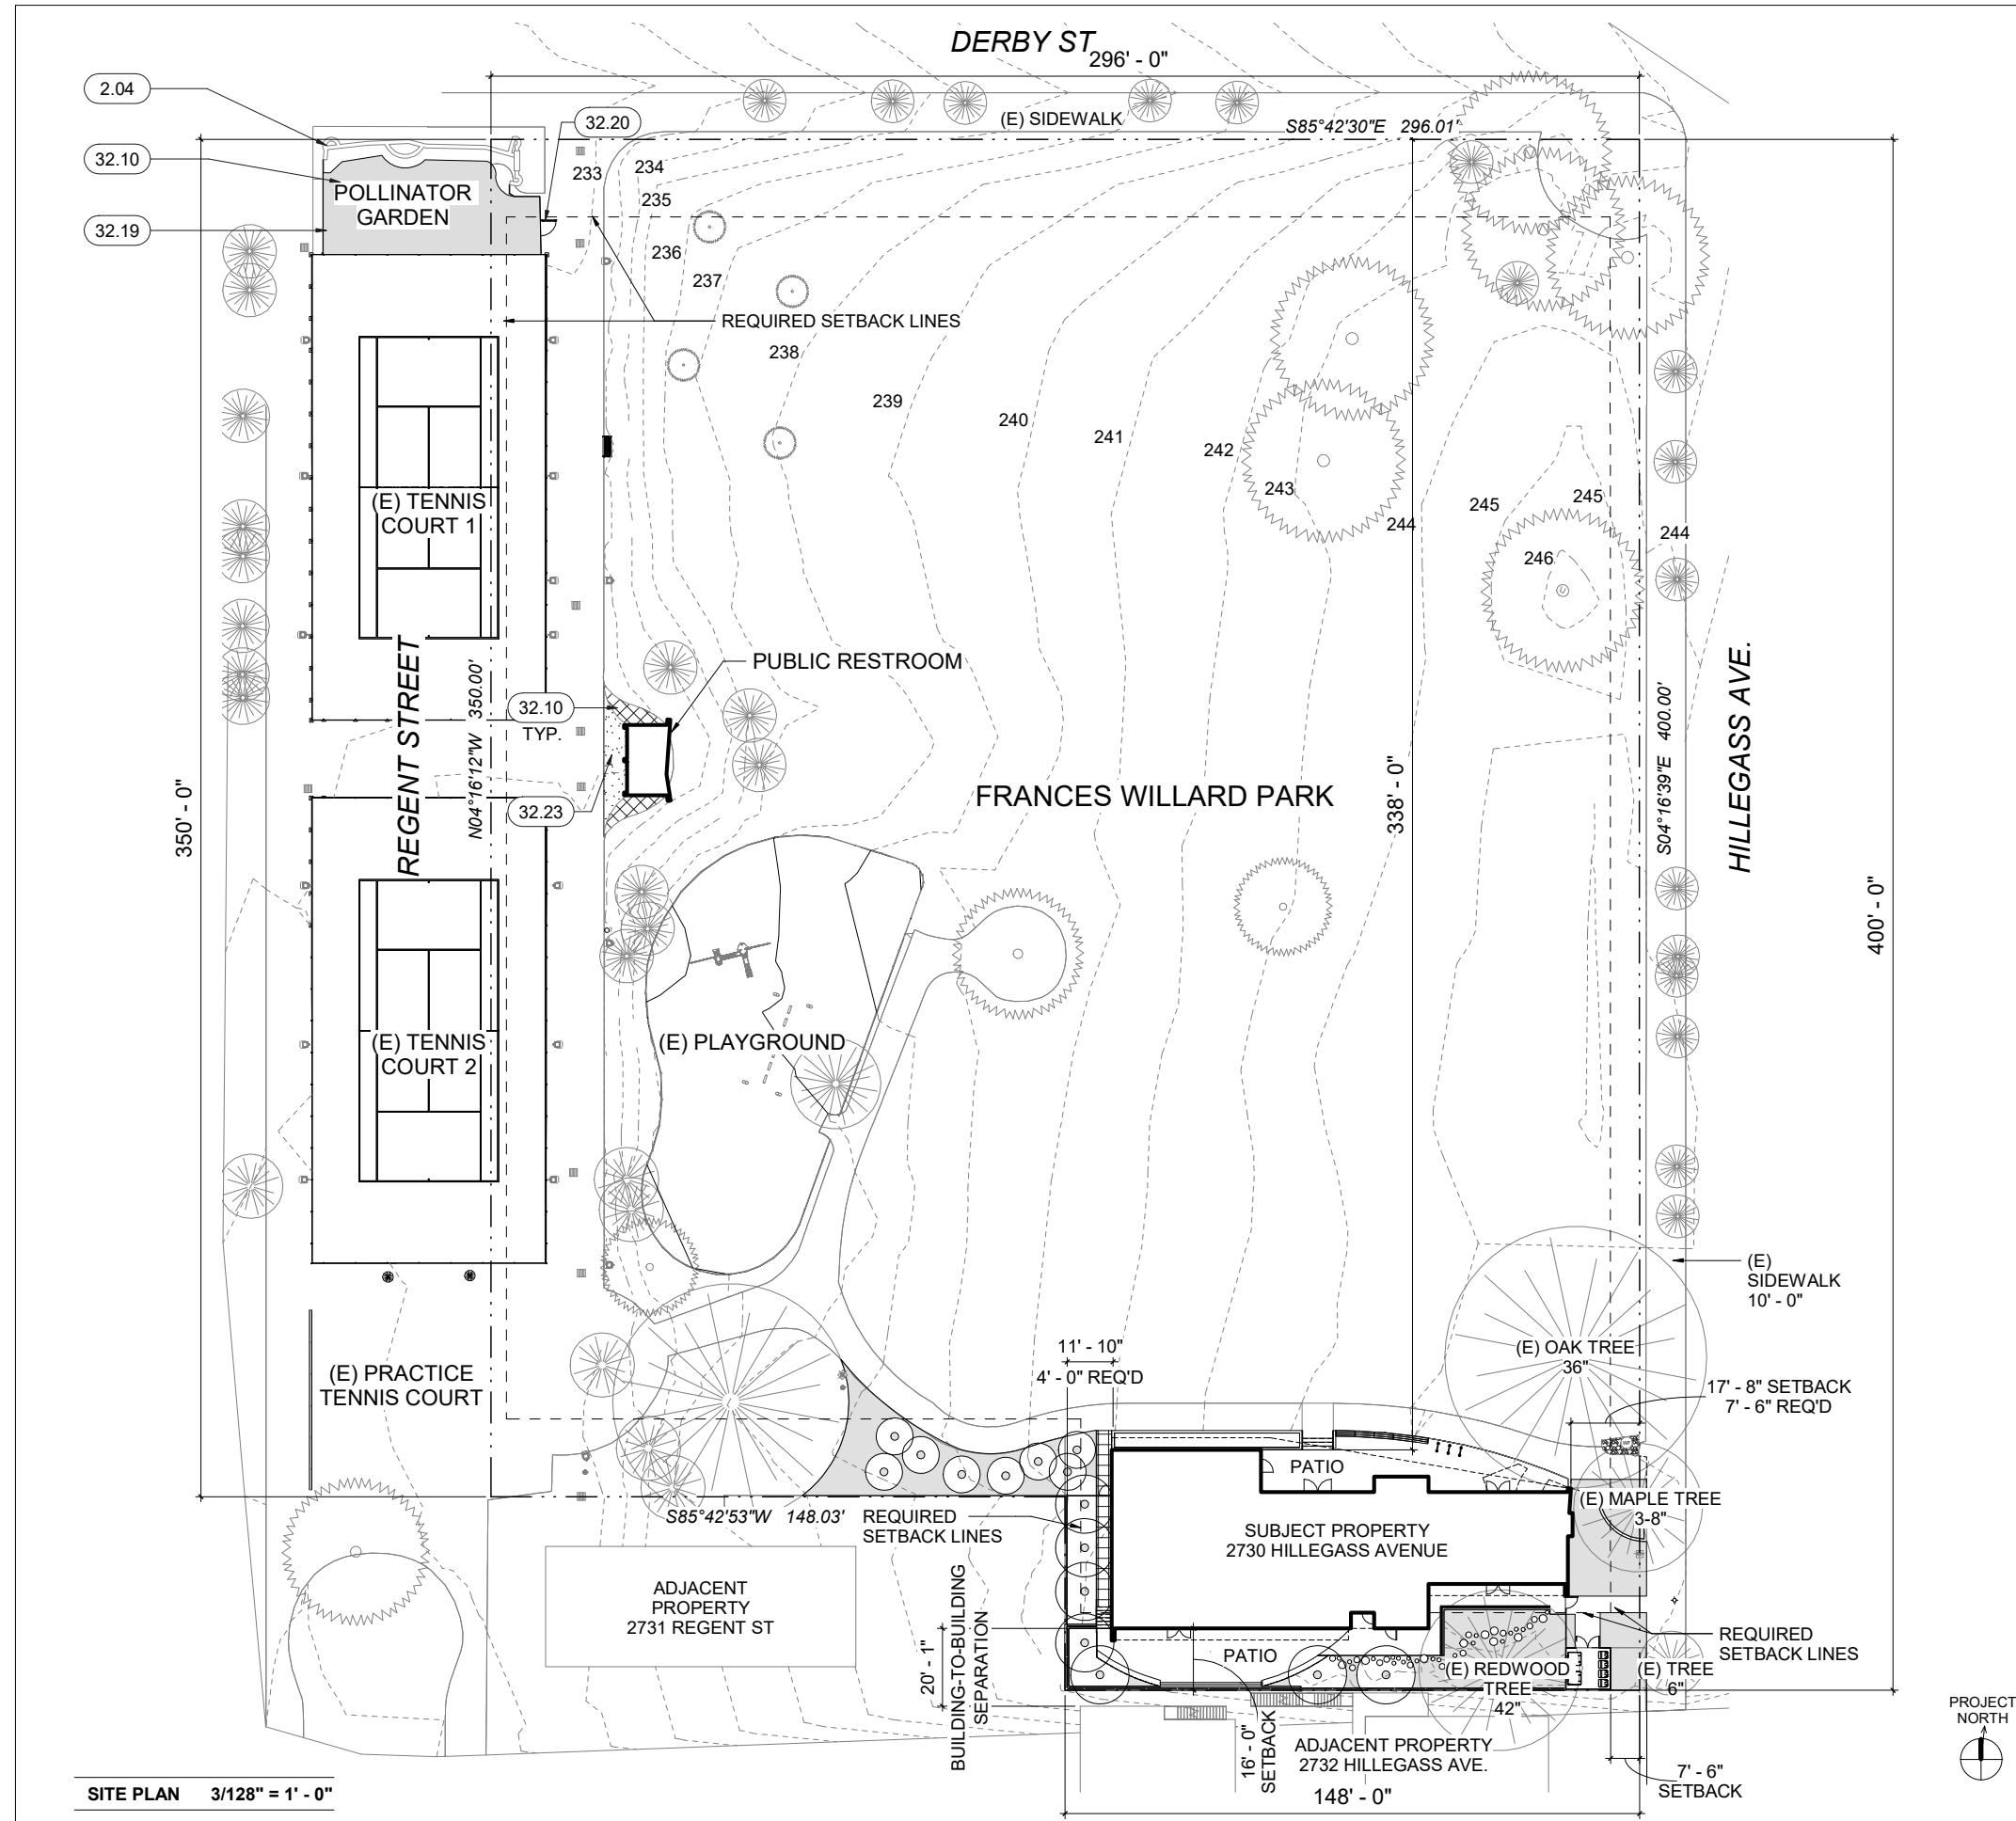 DERBY ST
296' - 0"
2.04
32.20
(E) SIDEWALK
S85°42'30"E 296.01'
32.10
233
234
POLLINATOR
GARDEN
235
32.19
236
237
REQUIRED SETBACK LINES
238
239
240
241
242
243
244
245
245
244
246
(E) TENNIS
COURT 1
REGENT STREET
N04°16'12"W 350.00'
PUBLIC RESTROOM
32.10
TYP.
32.23
350' - 0"
FRANCES WILLARD PARK
338' - 0"
S04°16'39"E 400.00'
HILLEGASS AVE.
400' - 0"
(E) TENNIS
COURT 2
(E) PLAYGROUND
(E)
SIDEWALK
10' - 0"
(E) PRACTICE
TENNIS COURT
11' - 10"
4' - 0" REQ'D
(E) OAK TREE
36"
17' - 8" SETBACK
7' - 6" REQ'D
PATIO
(E) MAPLE TREE
3-8"
S85°42'53"W 148.03'
REQUIRED
SETBACK LINES
SUBJECT PROPERTY
2730 HILLEGASS AVENUE
ADJACENT
PROPERTY
2731 REGENT ST
20' - 1"
BUILDING-TO-BUILDING
SEPARATION
PATIO
REQUIRED
SETBACK LINES
(E) REDWOOD
TREE
42"
(E) TREE
6"
16' - 0"
SETBACK
ADJACENT PROPERTY
2732 HILLEGASS AVE.
7' - 6"
SETBACK
148' - 0"
PROJECT
NORTH
SITE PLAN 3/128" = 1' - 0"